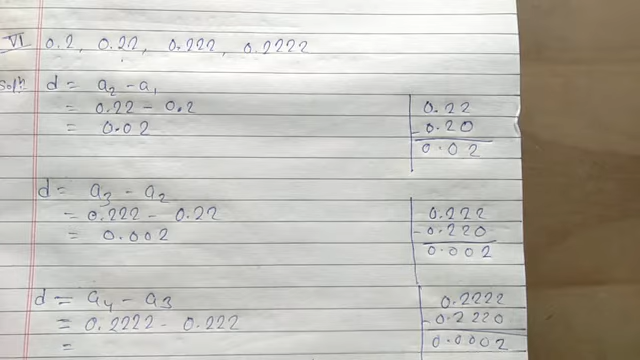 VI 0.2, 0.22, 0.222, 0.2222
Solⁿ. d = a₂ - a₁
= 0.22 - 0.2
= 0.02
0.22
- 0.20
0.02
d = a₃ - a₂
= 0.222 - 0.22
= 0.002
0.222
- 0.220
0.002
d = a₄ - a₃
= 0.2222 - 0.222
=
0.2222
- 0.2220
0.0002